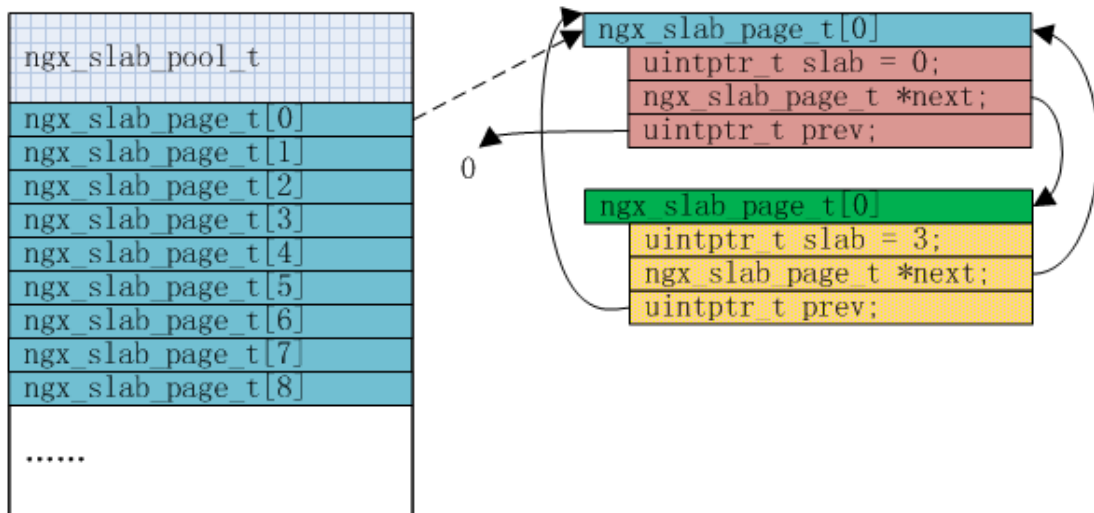 ngx_slab_pool_t
ngx_slab_page_t[0]
ngx_slab_page_t[1]
ngx_slab_page_t[2]
ngx_slab_page_t[3]
ngx_slab_page_t[4]
ngx_slab_page_t[5]
ngx_slab_page_t[6]
ngx_slab_page_t[7]
ngx_slab_page_t[8]
......
ngx_slab_page_t[0]
uintptr_t slab = 0;
ngx_slab_page_t *next;
uintptr_t prev;
0
ngx_slab_page_t[0]
uintptr_t slab = 3;
ngx_slab_page_t *next;
uintptr_t prev;